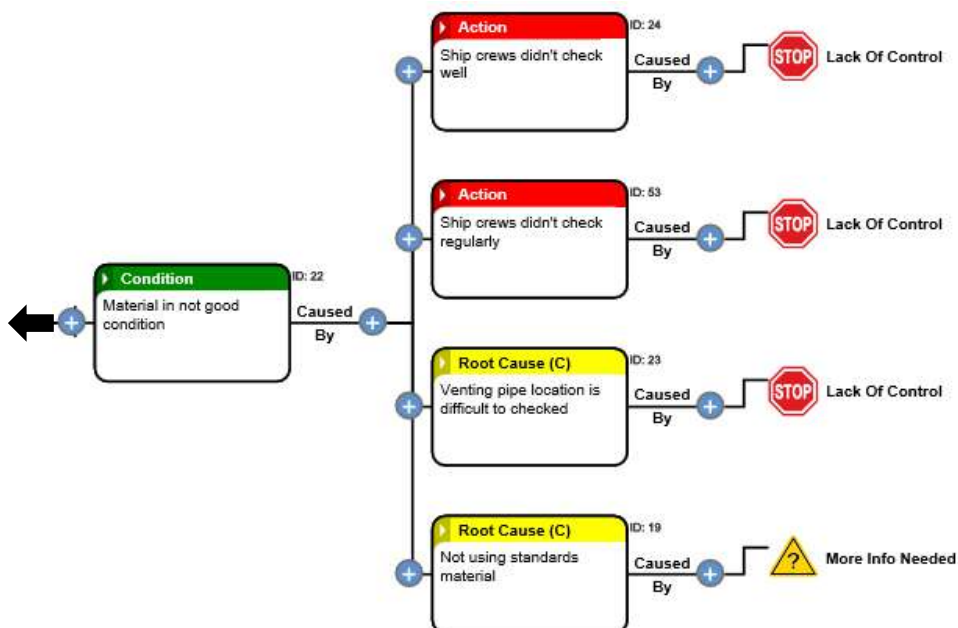 Action
ID: 24
Ship crews didn't check
well
Caused
By
STOP
Lack Of Control
Action
ID: 53
Ship crews didn't check
regularly
Caused
By
STOP
Lack Of Control
Condition
ID: 22
Material in not good
condition
Caused
By
Root Cause (C)
ID: 23
Venting pipe location is
difficult to checked
Caused
By
STOP
Lack Of Control
Root Cause (C)
ID: 19
Not using standards
material
Caused
By
?
More Info Needed